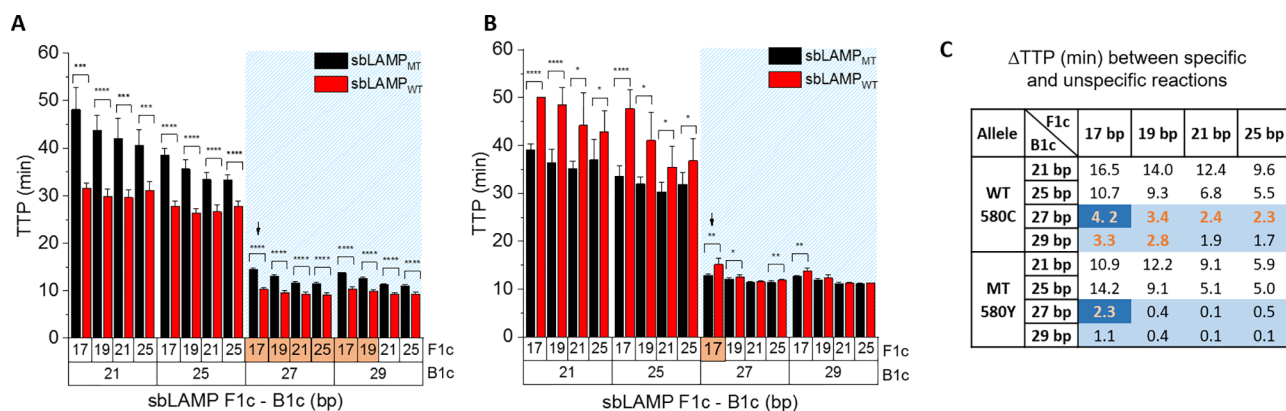 A
60
50
40
30
20
10
0
TTP (min)
sbLAMPMT
sbLAMPWT
*** **** *** *** **** **** **** **** **** **** **** **** **** **** **** ****
17 19 21 25 17 19 21 25 17 19 21 25 17 19 21 25 F1c
21 25 27 29 B1c
sbLAMP F1c - B1c (bp)
B
60
50
40
30
20
10
0
TTP (min)
sbLAMPMT
sbLAMPWT
**** **** * * **** * * * ** * ** **
17 19 21 25 17 19 21 25 17 19 21 25 17 19 21 25 F1c
21 25 27 29 B1c
sbLAMP F1c - B1c (bp)
C
ΔTTP (min) between specific
and unspecific reactions
Allele F1c B1c 17 bp 19 bp 21 bp 25 bp
WT 580C
21 bp 16.5 14.0 12.4 9.6
25 bp 10.7 9.3 6.8 5.5
27 bp 4. 2 3.4 2.4 2.3
29 bp 3.3 2.8 1.9 1.7
MT 580Y
21 bp 10.9 12.2 9.1 5.9
25 bp 14.2 9.1 5.1 5.0
27 bp 2.3 0.4 0.1 0.5
29 bp 1.1 0.4 0.1 0.1